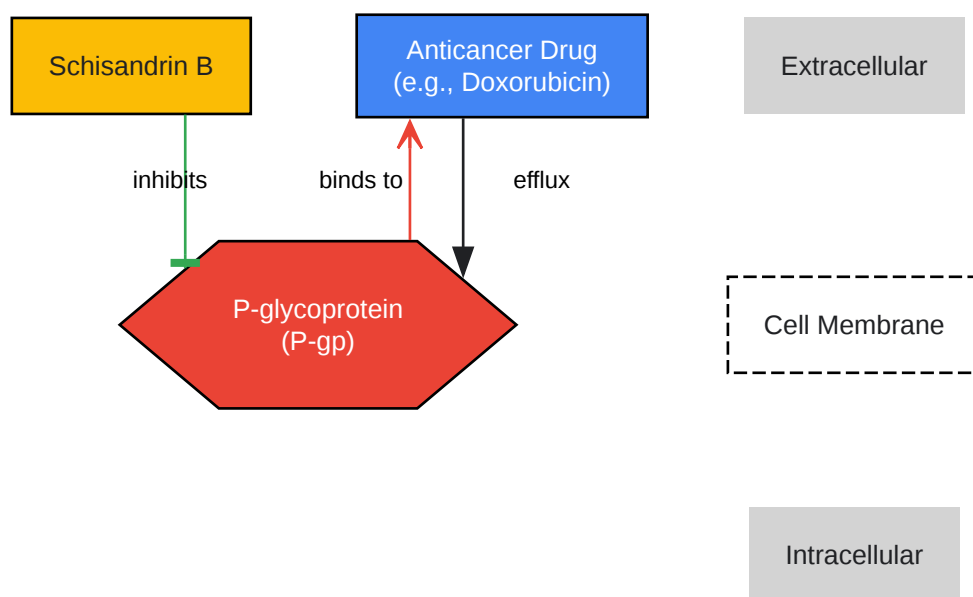 Schisandrin B
Anticancer Drug
(e.g., Doxorubicin)
Extracellular
inhibits
binds to
efflux
P-glycoprotein
(P-gp)
Cell Membrane
Intracellular